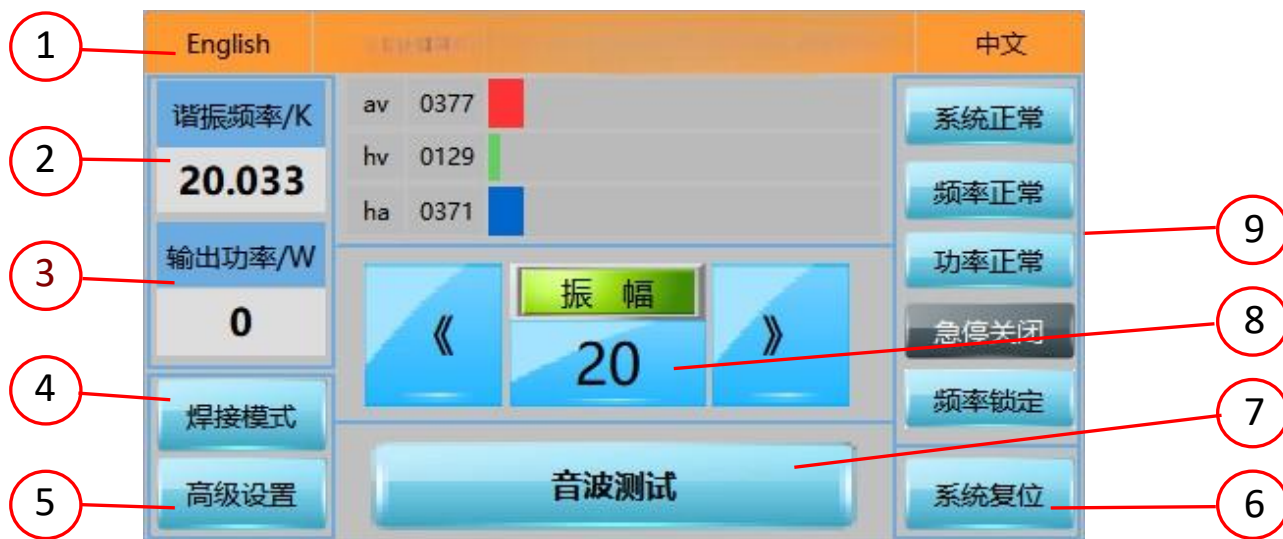 1
English
中文
2
谐振频率/K
20.033
av 0377
hv 0129
ha 0371
系统正常
频率正常
9
3
输出功率/W
0
《
振 幅
20
》
功率正常
急停关闭
8
4
焊接模式
频率锁定
7
5
高级设置
音波测试
系统复位
6